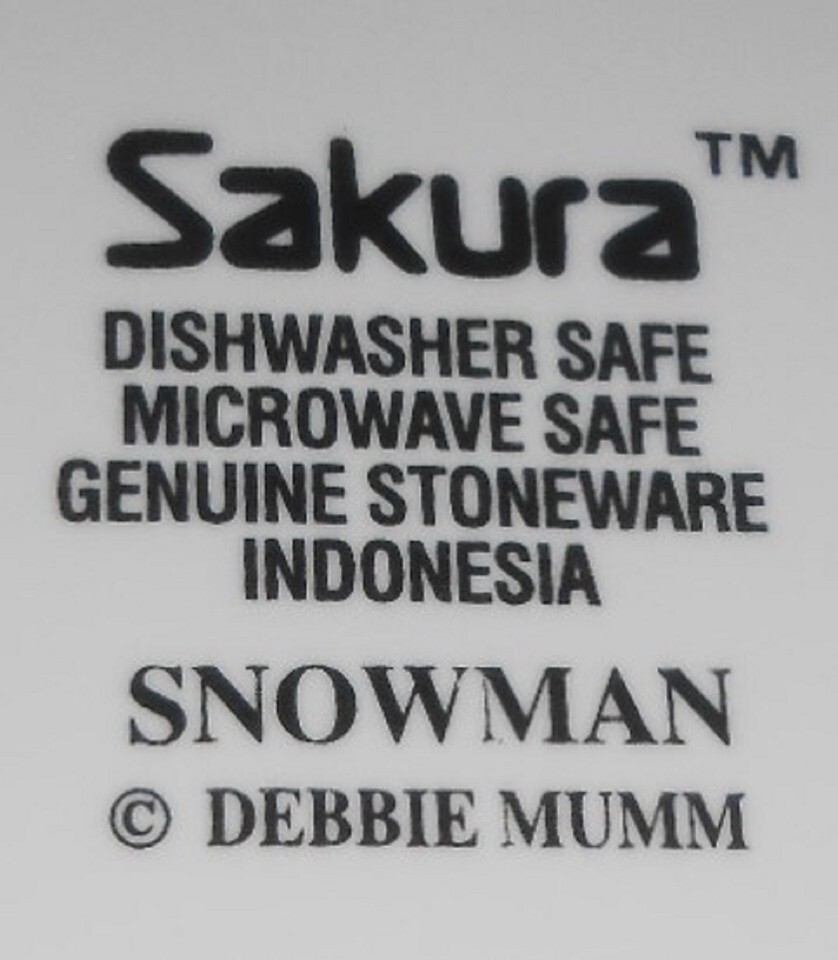 Sakura™
DISHWASHER SAFE
MICROWAVE SAFE
GENUINE STONEWARE
INDONESIA
SNOWMAN
© DEBBIE MUMM